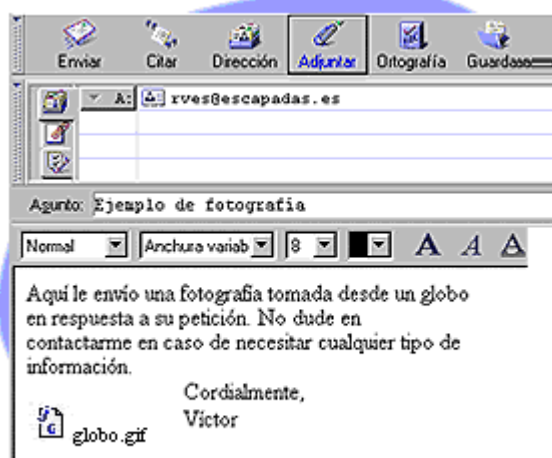 Enviar Citar Dirección Adjuntar Ortografía Guardar
A: rves@escapadas.es
Agunto: Ejemplo de fotografia
Normal Anchura variab 8 A A A
Aquí le envío una fotografía tomada desde un globo
en respuesta a su petición. No dude en
contactarme en caso de necesitar cualquier tipo de
información.
Cordialmente,
globo.gif Víctor